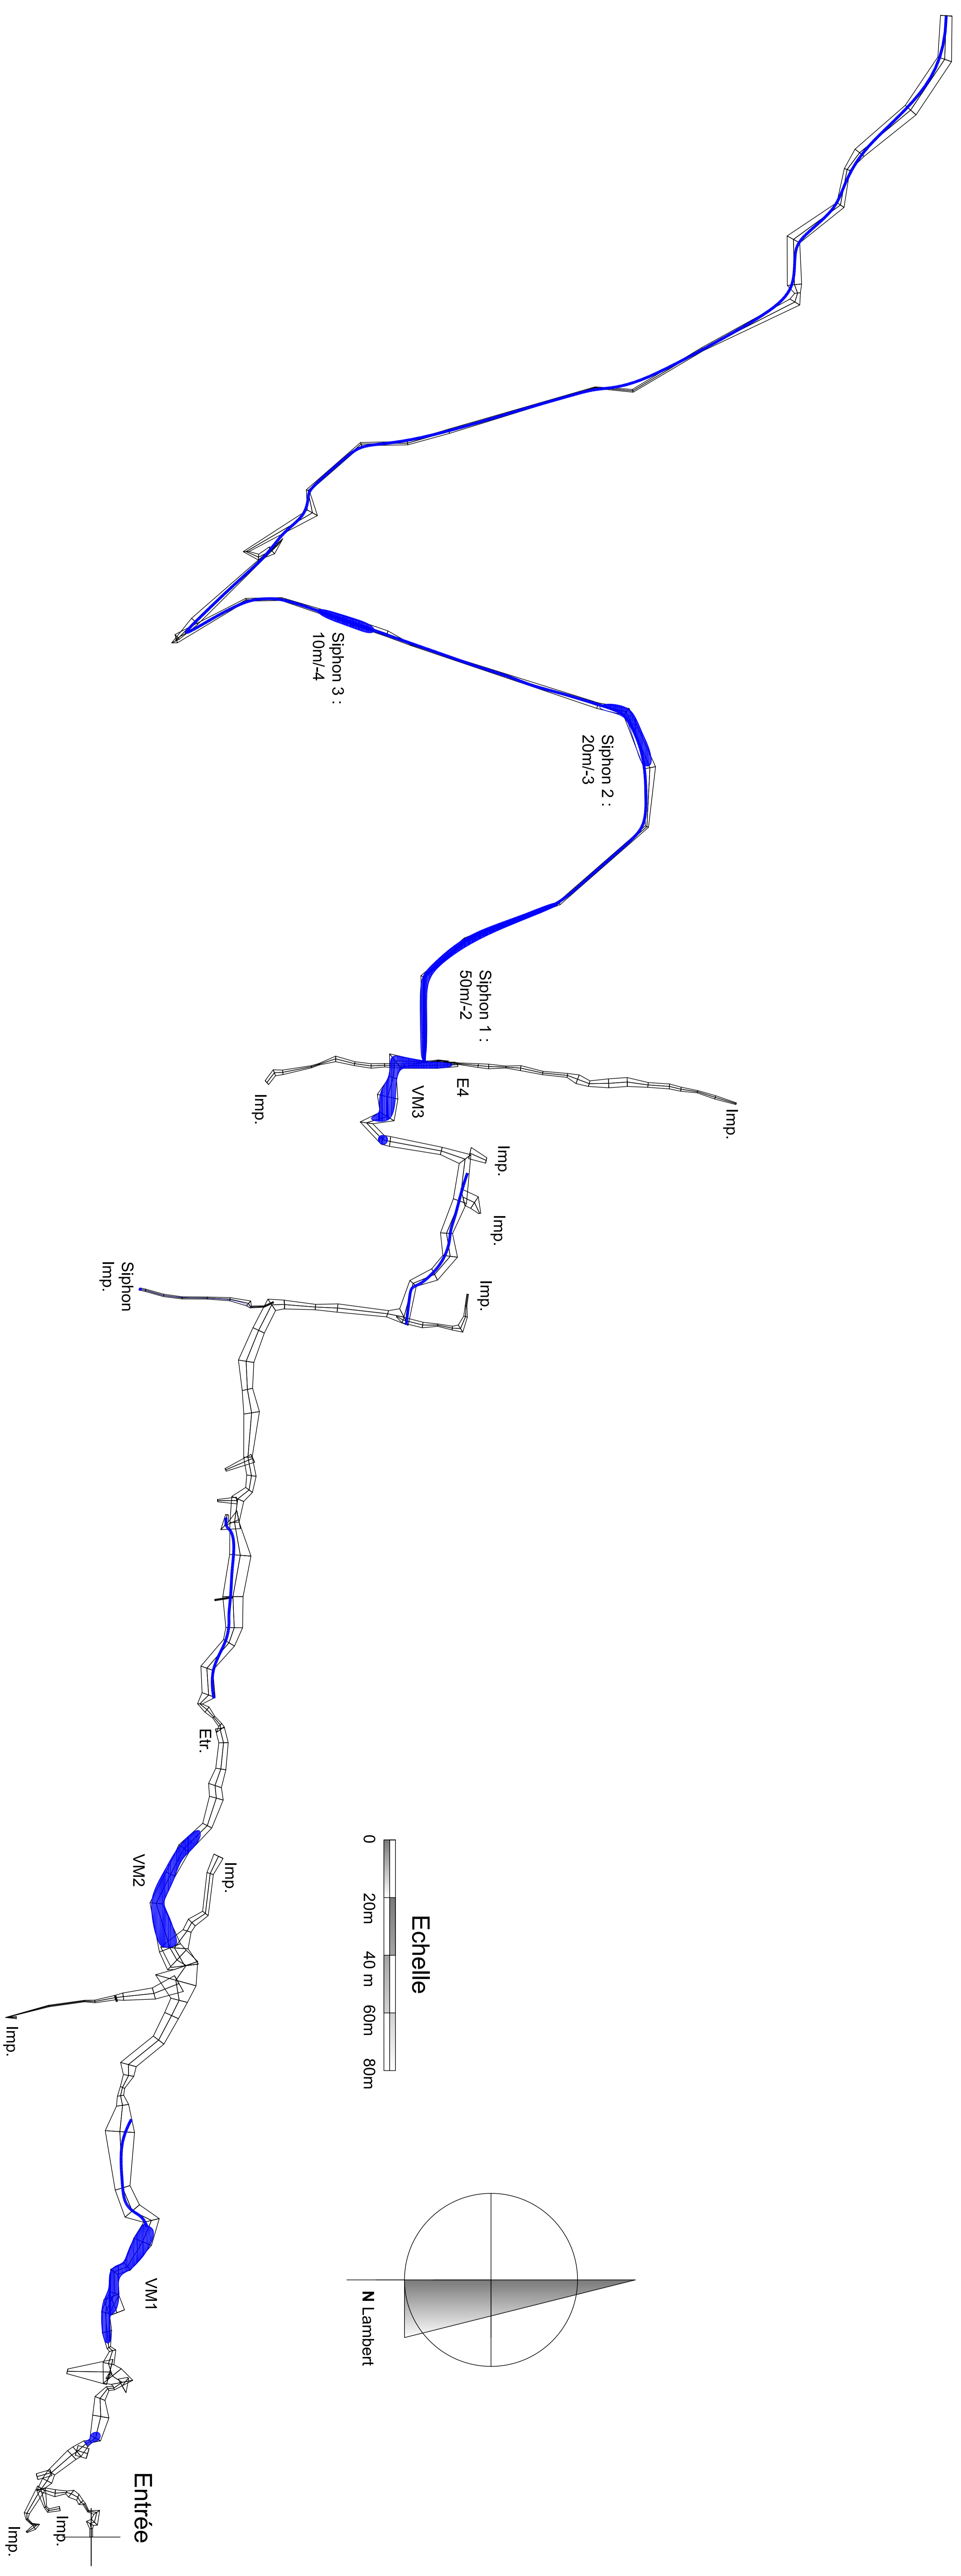 Siphon 3 :
10m/-4
Siphon 2 :
20m/-3
Siphon 1 :
50m/-2
E4
VM3
Imp.
Imp.
Imp.
Imp.
Imp.
Siphon
Imp.
Etr.
VM2
Imp.
Imp.
Echelle
0
20m
40 m
60m
80m
N Lambert
VM1
Entrée
Imp.
Imp.